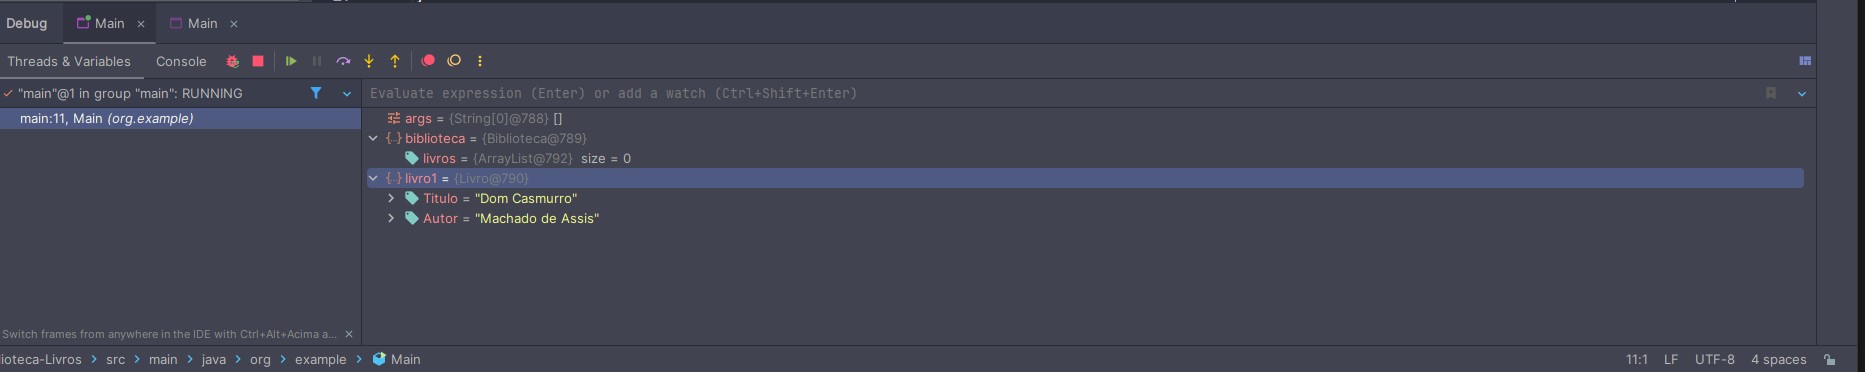 Debug Main × Main ×
Threads & Variables Console
"main"@1 in group "main": RUNNING
main:11, Main (org.example)
Switch frames from anywhere in the IDE with Ctrl+Alt+Acima a... ×
Evaluate expression (Enter) or add a watch (Ctrl+Shift+Enter)
args = {String[0]@788} []
{..} biblioteca = {Biblioteca@789}
livros = {ArrayList@792} size = 0
{..} livro1 = {Livro@790}
Titulo = "Dom Casmurro"
Autor = "Machado de Assis"
lioteca-Livros > src > main > java > org > example > Main 11:1 LF UTF-8 4 spaces